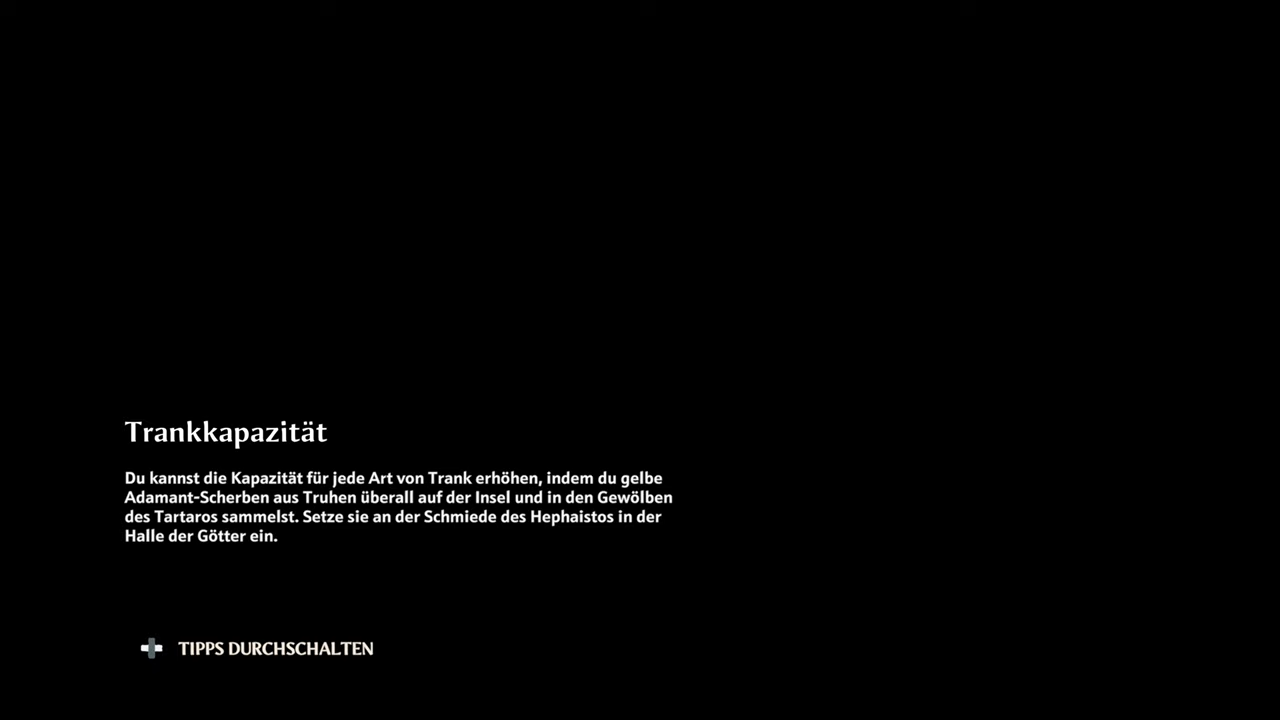 Trankkapazität
Du kannst die Kapazität für jede Art von Trank erhöhen, indem du gelbe
Adamant-Scherben aus Truhen überall auf der Insel und in den Gewölben
des Tartaros sammelst. Setze sie an der Schmiede des Hephaistos in der
Halle der Götter ein.
TIPPS DURCHSCHALTEN